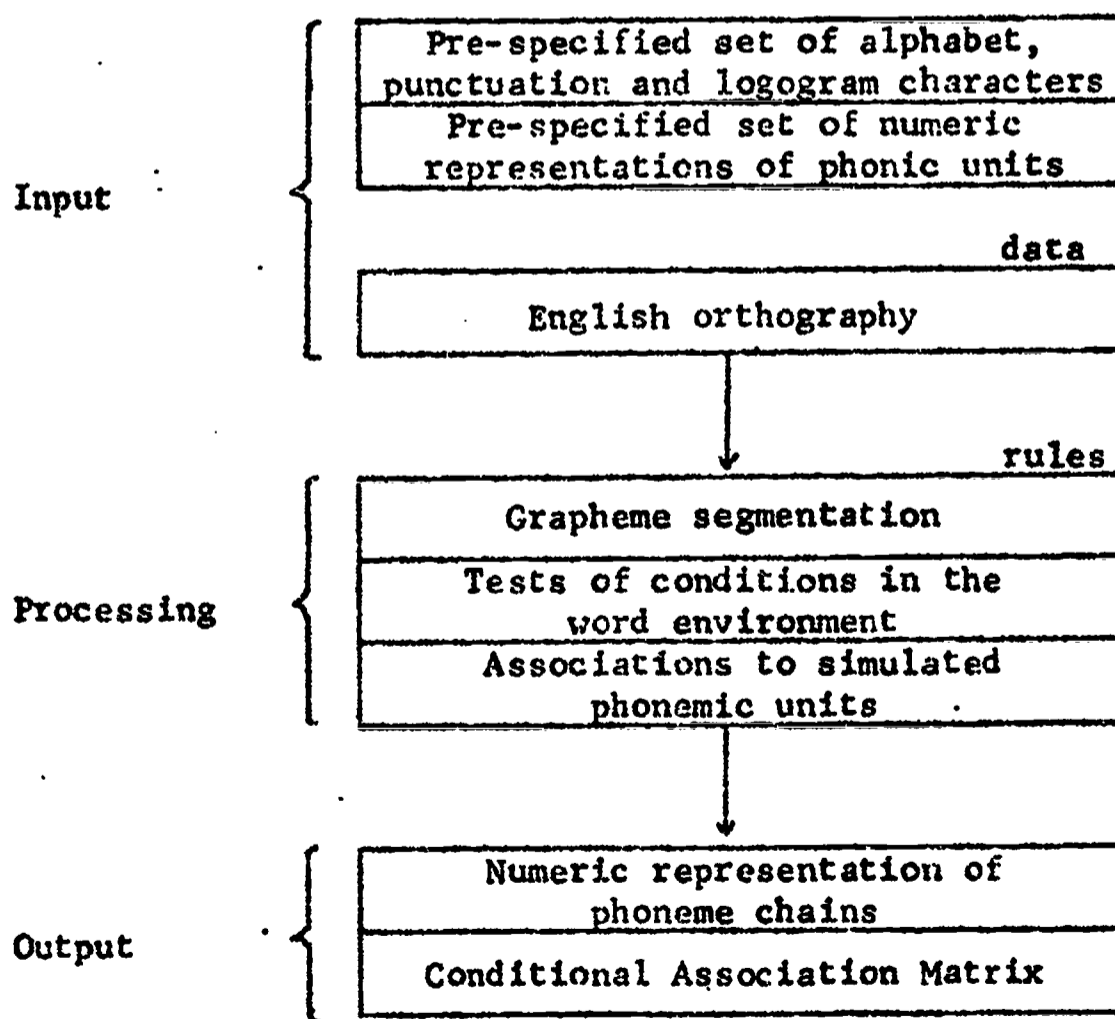 Pre-specified set of alphabet,
punctuation and logogram characters
Pre-specified set of numeric
representations of phonic units
Input
data
English orthography
rules
Grapheme segmentation
Tests of conditions in the
word environment
Processing
Associations to simulated
phonemic units
Numeric representation of
phoneme chains
Output
Conditional Association Matrix